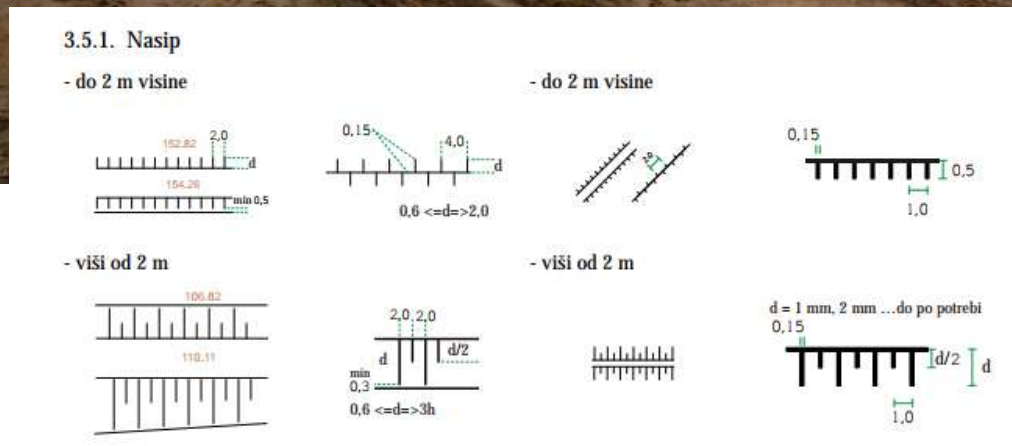 3.5.1. Nasip
- do 2 m visine
- do 2 m visine
152.82
2,0
d
154.26
min 0,5
0,15
4,0
d
0,6 <=d=>2,0
2,0
0,15
0,5
1,0
- viši od 2 m
- viši od 2 m
106.82
110.11
2,0 2,0
d
d/2
min
0,3
0,6 <=d=>3h
d = 1 mm, 2 mm ...do po potrebi
0,15
d/2
d
1,0